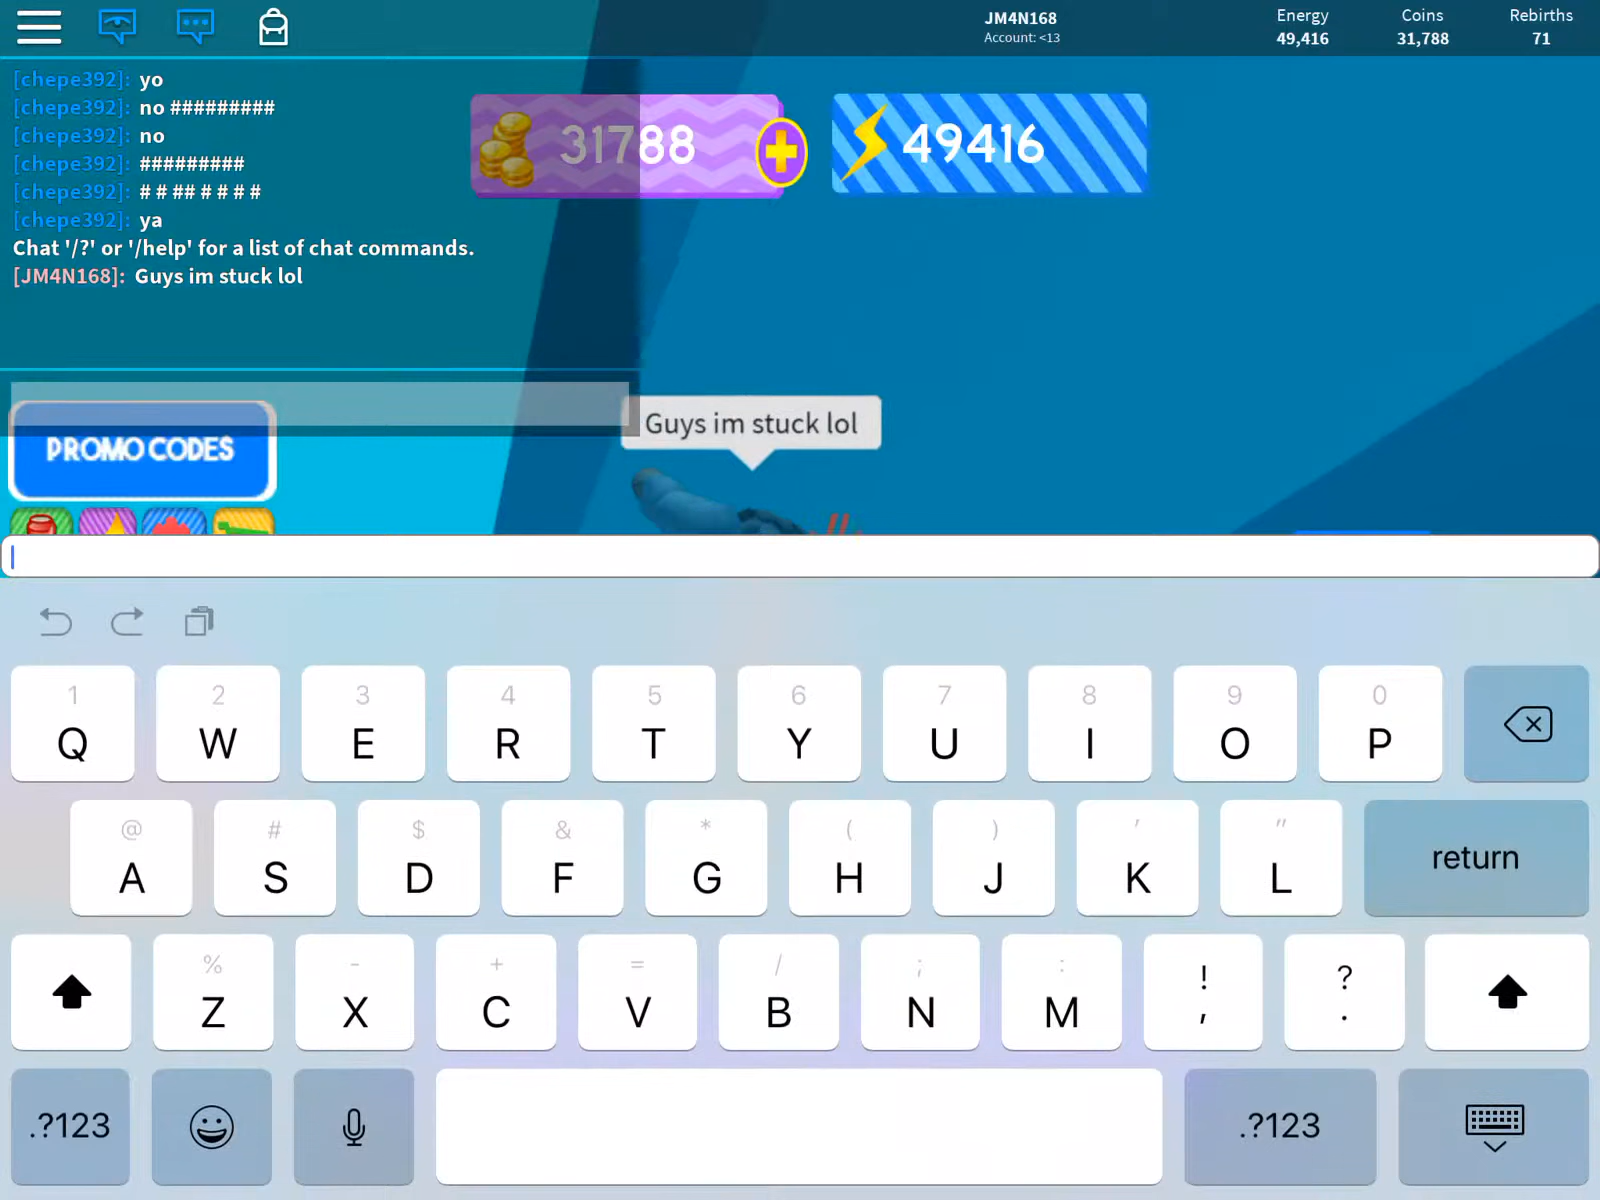 JM4N168
Account: <13
Energy
49,416
Coins
31,788
Rebirths
71
[chepe392]: yo
[chepe392]: no #########
[chepe392]: no
[chepe392]: #########
[chepe392]: # # ## # # # #
[chepe392]: ya
Chat '/?' or '/help' for a list of chat commands.
[JM4N168]: Guys im stuck lol
31788
49416
Guys im stuck lol
PROMO CODES
1 2 3 4 5 6 7 8 9 0
Q W E R T Y U I O P
@ # $ & * ( ) ' "
A S D F G H J K L return
% - + = / ; : ! ?
Z X C V B N M , .
.?123 .?123